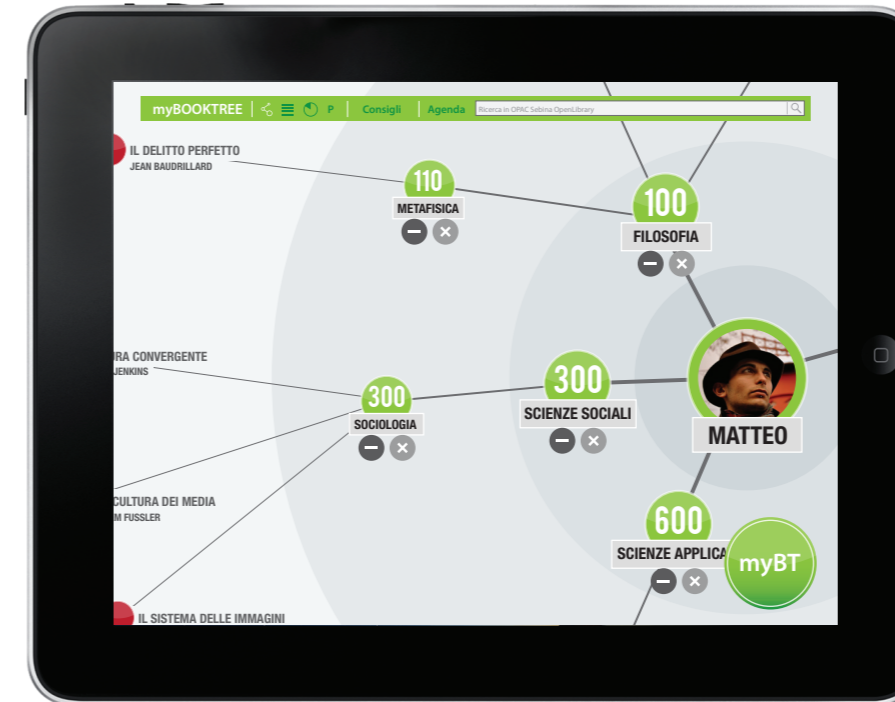 myBOOKTREE P Consigli Agenda Ricerca in OPAC Sebina OpenLibrary
IL DELITTO PERFETTO
JEAN BAUDRILLARD
110
METAFISICA
100
FILOSOFIA
RA CONVERGENTE
JENKINS
300
SOCIOLOGIA
300
SCIENZE SOCIALI
MATTEO
CULTURA DEI MEDIA
M FUSSLER
600
SCIENZE APPLICA
myBT
IL SISTEMA DELLE IMMAGINI